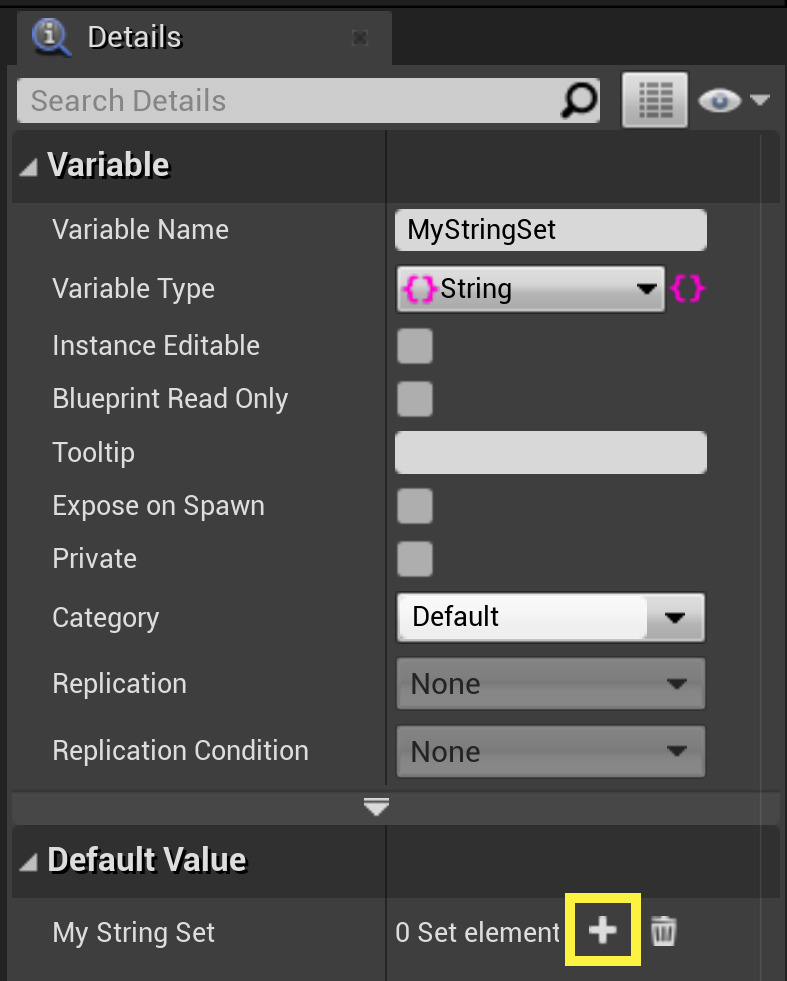 Details
Search Details
Variable
Variable Name MyStringSet
Variable Type {}String {}
Instance Editable
Blueprint Read Only
Tooltip
Expose on Spawn
Private
Category Default
Replication None
Replication Condition None
Default Value
My String Set 0 Set element